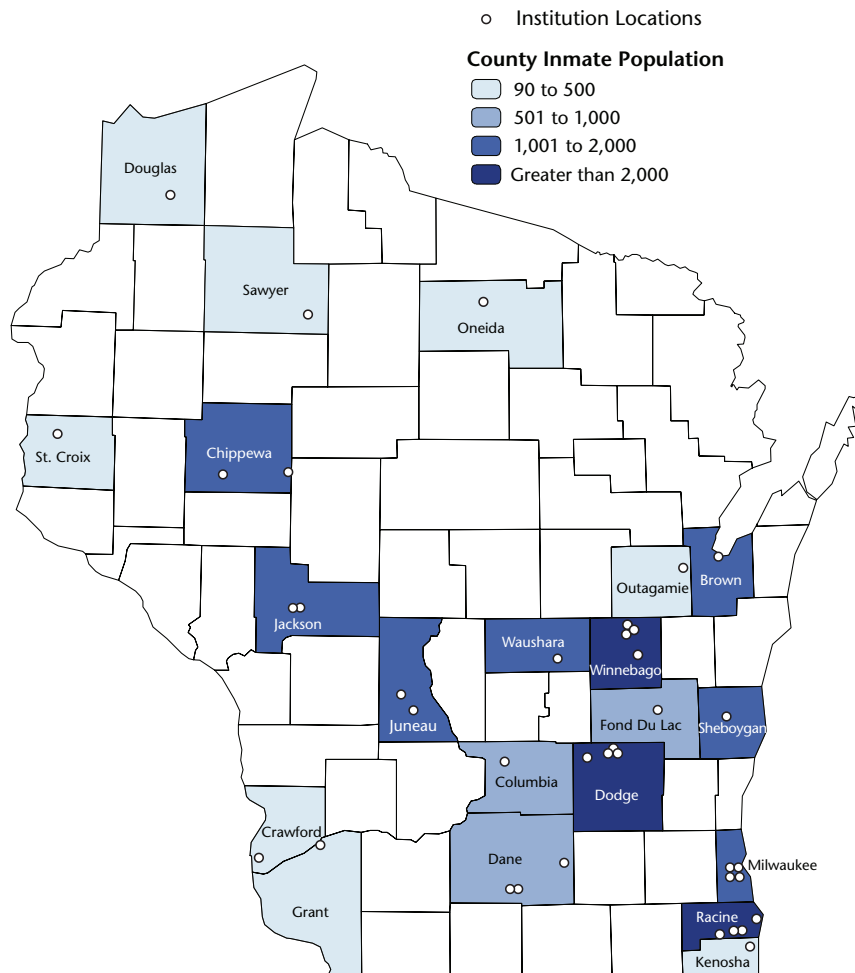 Institution Locations
County Inmate Population
90 to 500
501 to 1,000
1,001 to 2,000
Greater than 2,000
Douglas
Sawyer
Oneida
St. Croix
Chippewa
Outagamie
Brown
Jackson
Waushara
Winnebago
Juneau
Fond Du Lac
Sheboygan
Columbia
Dodge
Crawford
Dane
Milwaukee
Grant
Racine
Kenosha